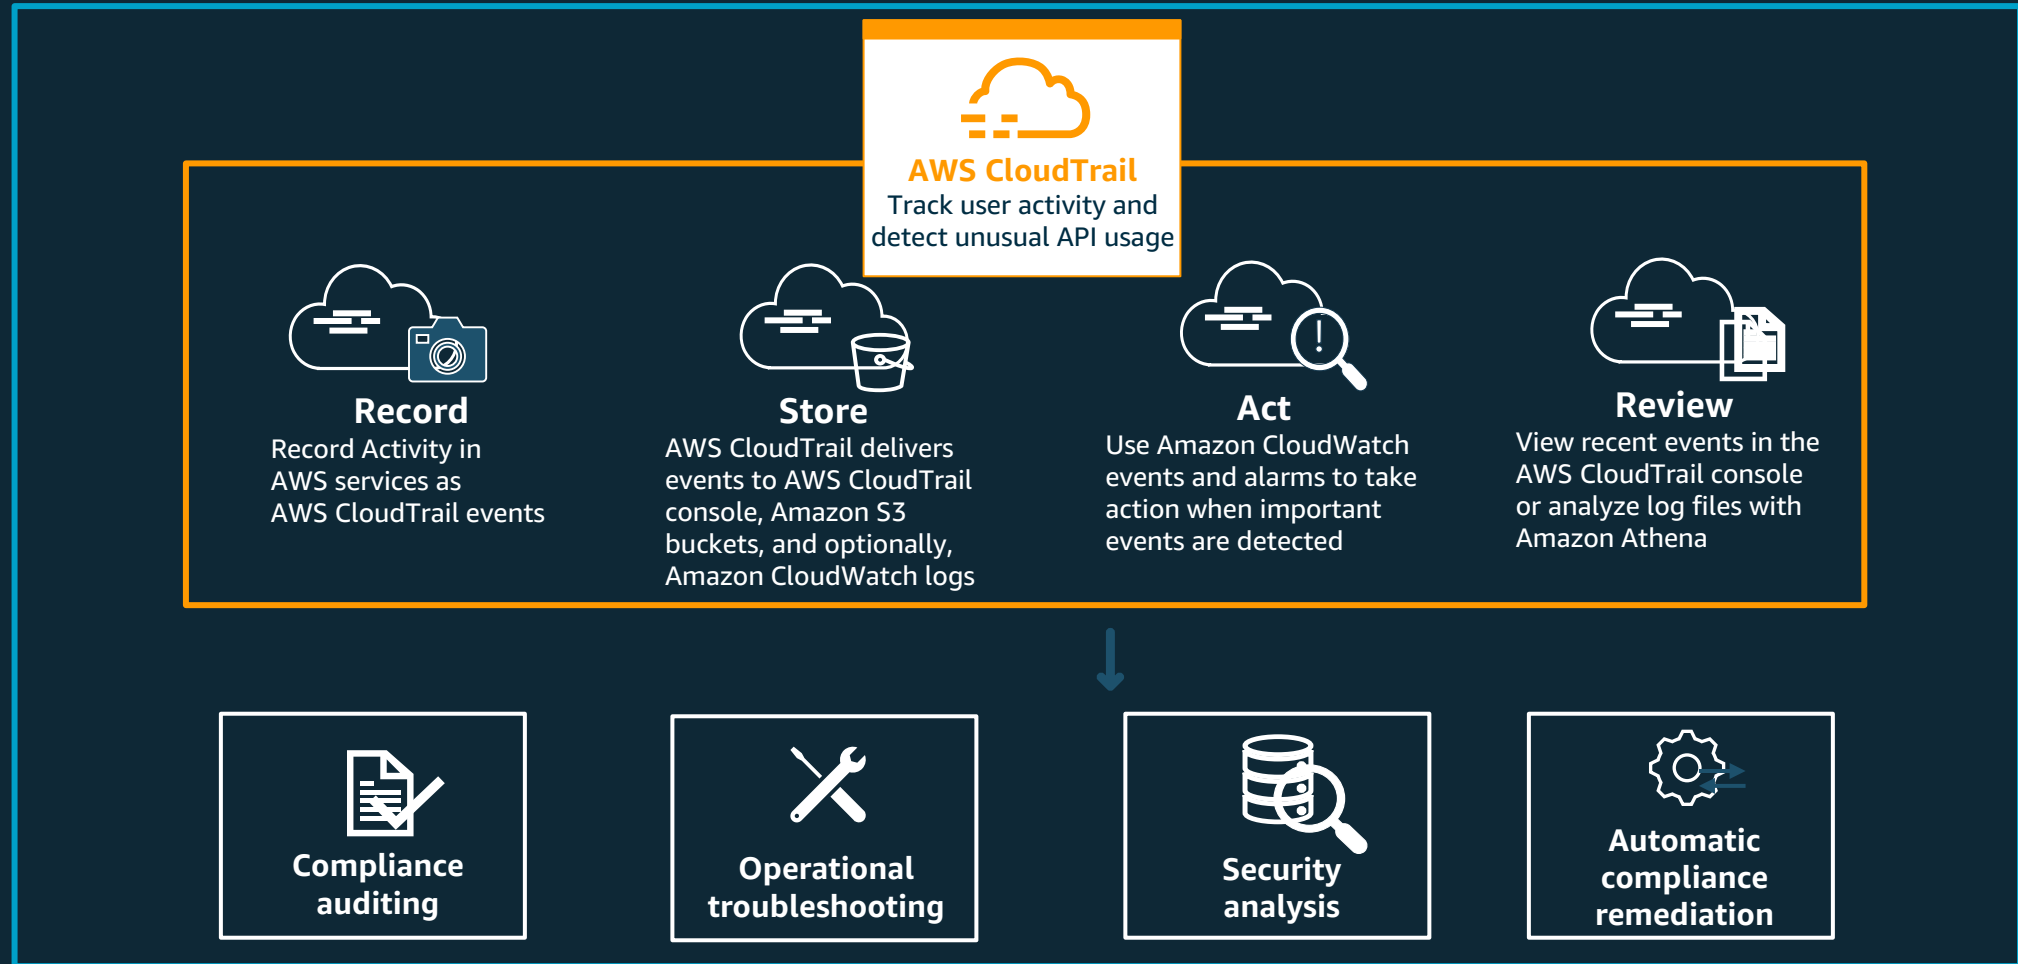 AWS CloudTrail
Track user activity and
detect unusual API usage
Record
Record Activity in
AWS services as
AWS CloudTrail events
Store
AWS CloudTrail delivers
events to AWS CloudTrail
console, Amazon S3
buckets, and optionally,
Amazon CloudWatch logs
Act
Use Amazon CloudWatch
events and alarms to take
action when important
events are detected
Review
View recent events in the
AWS CloudTrail console
or analyze log files with
Amazon Athena
Compliance
auditing
Operational
troubleshooting
Security
analysis
Automatic
compliance
remediation